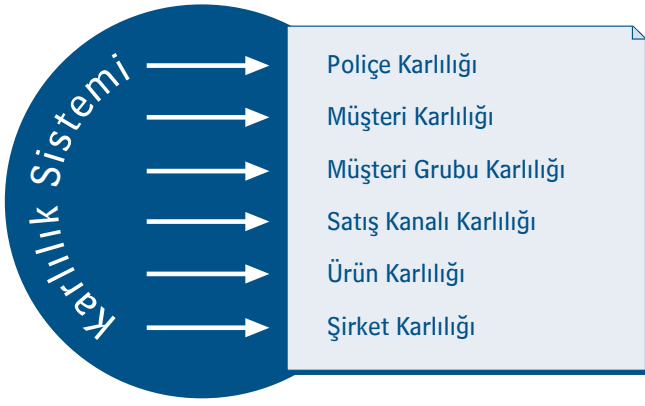 Karlılık Sistemi
Poliçe Karlılığı
Müşteri Karlılığı
Müşteri Grubu Karlılığı
Satış Kanalı Karlılığı
Ürün Karlılığı
Şirket Karlılığı